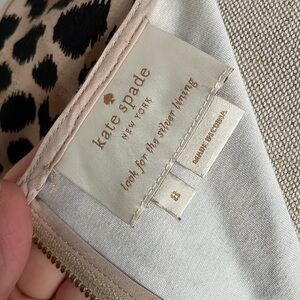 kate spade
NEW YORK
look for the silver lining
8
MADE IN CHINA